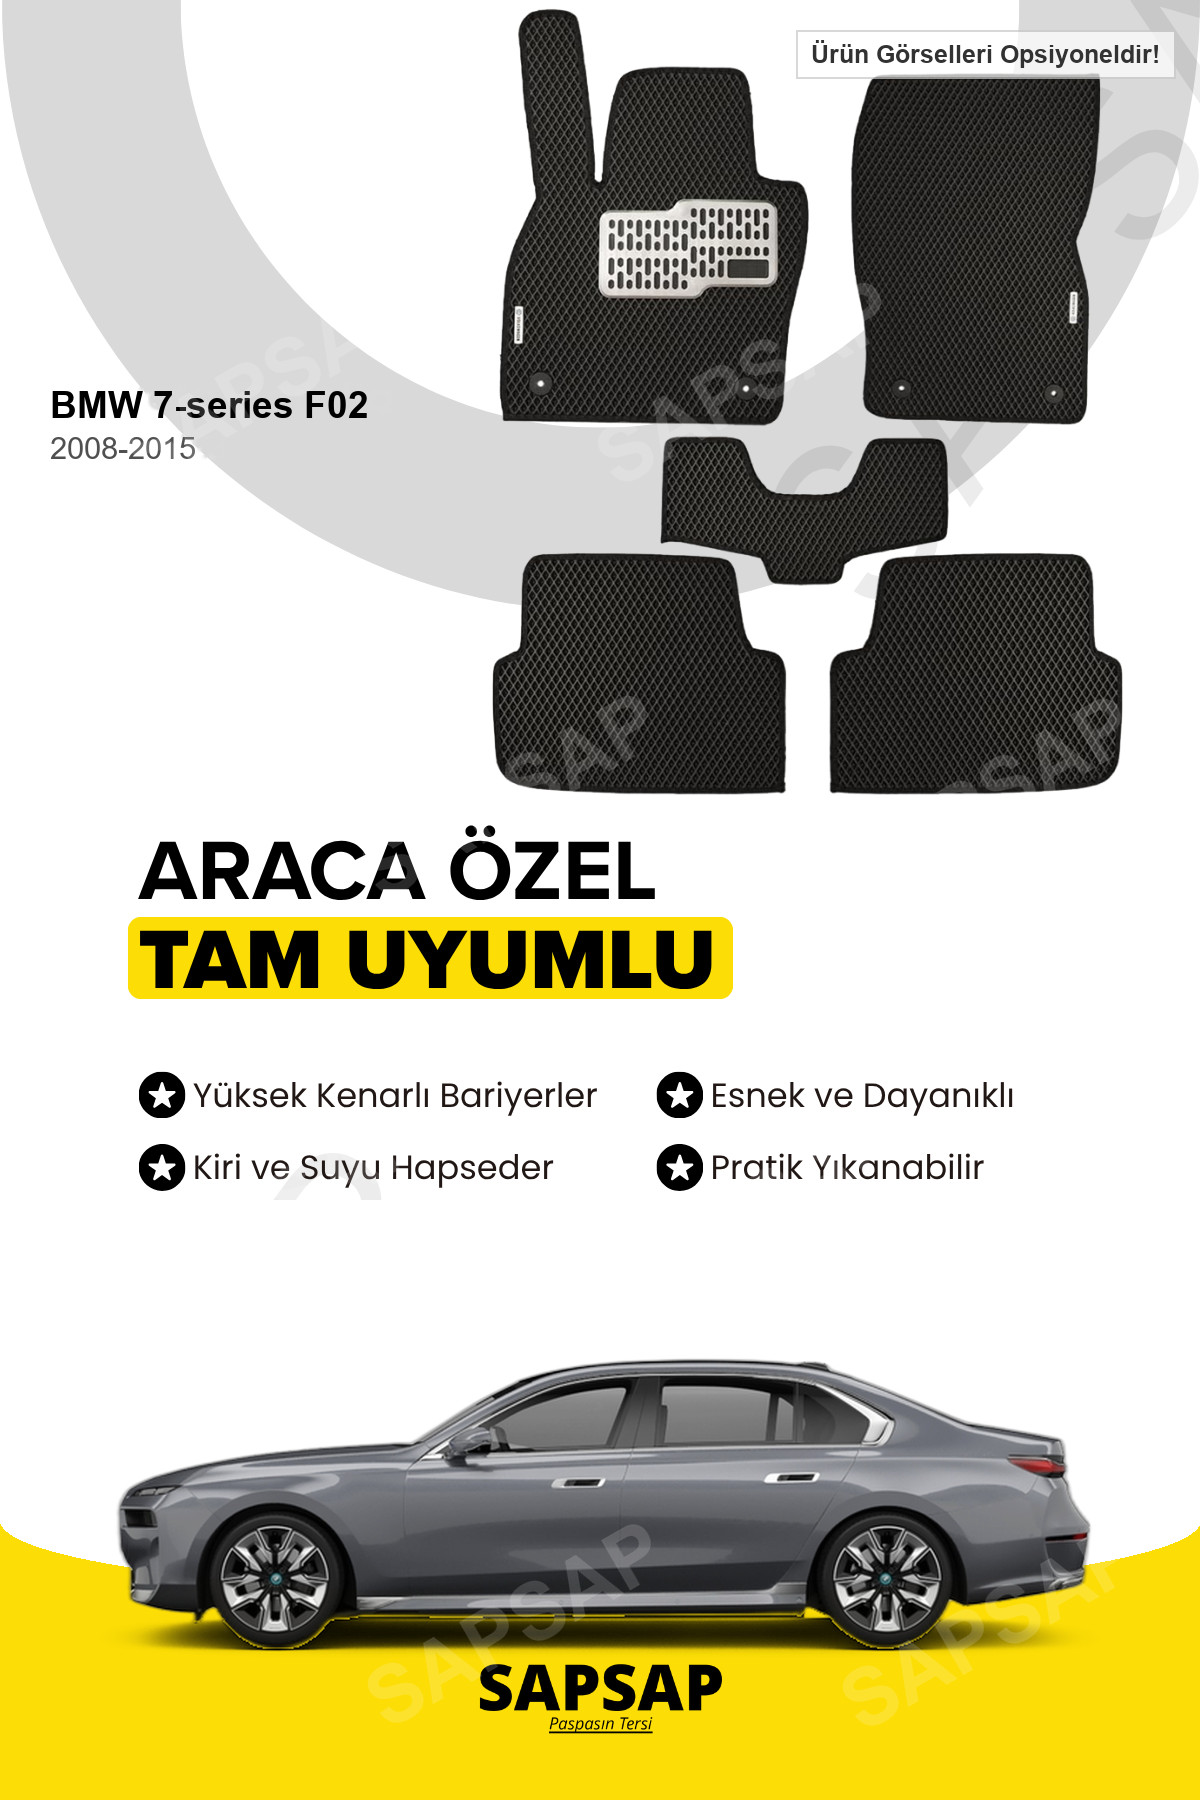 Ürün Görselleri Opsiyoneldir!
BMW 7-series F02
2008-2015
ARACA ÖZEL
TAM UYUMLU
Yüksek Kenarlı Bariyerler
Esnek ve Dayanıklı
Kiri ve Suyu Hapseder
Pratik Yıkanabilir
SAPSAP
Paspasın Tersi